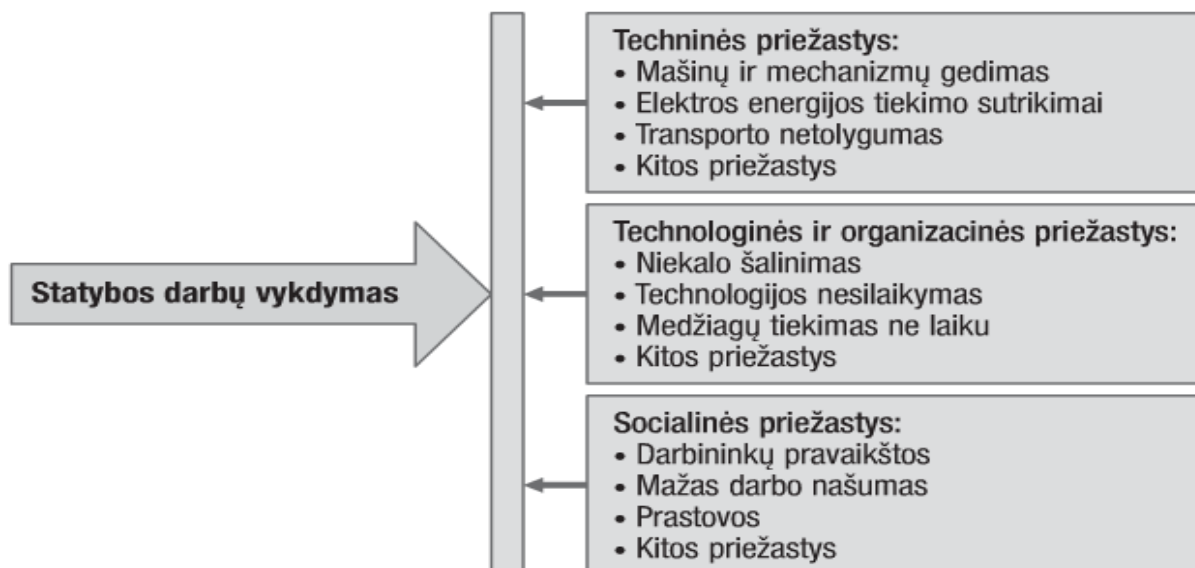 Statybos darbų vykdymas
Techninės priežastys:
• Mašinų ir mechanizmų gedimas
• Elektros energijos tiekimo sutrikimai
• Transporto netolygumas
• Kitos priežastys
Technologinės ir organizacinės priežastys:
• Niekalo šalinimas
• Technologijos nesilaikymas
• Medžiagų tiekimas ne laiku
• Kitos priežastys
Socialinės priežastys:
• Darbininkų pravaikštos
• Mažas darbo našumas
• Prastovos
• Kitos priežastys